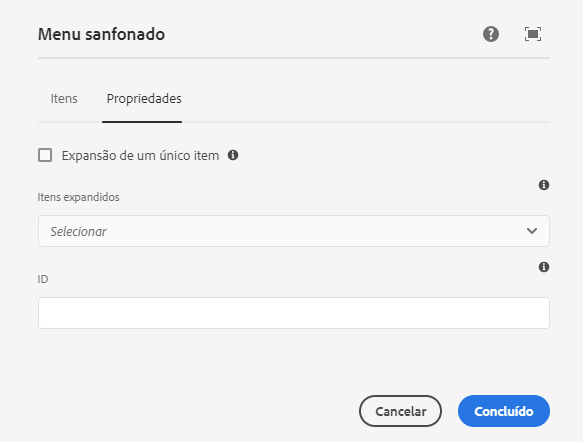 Menu sanfonado
Itens Propriedades
Expansão de um único item
Itens expandidos
Selecionar
ID
Cancelar Concluído